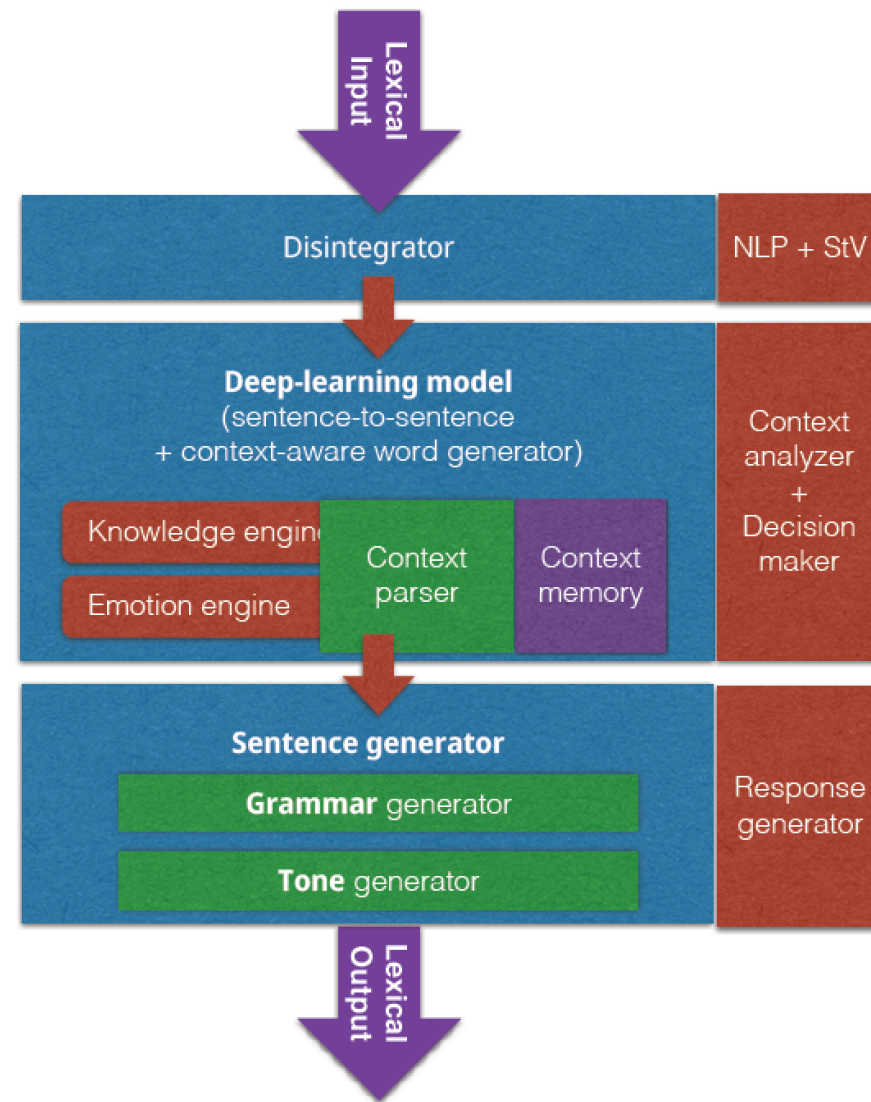 Lexical
Input
Disintegrator
NLP + StV
Deep-learning model
(sentence-to-sentence
+ context-aware word generator)
Knowledge engine
Emotion engine
Context
parser
Context
memory
Context
analyzer
+
Decision
maker
Sentence generator
Grammar generator
Tone generator
Response
generator
Lexical
Output